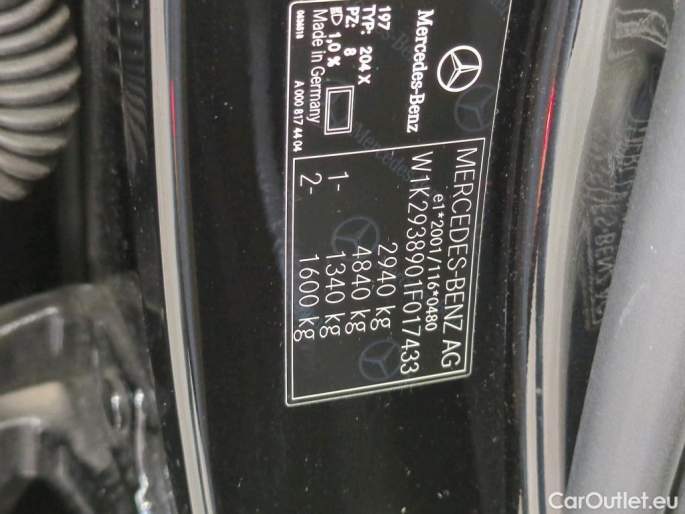 MERCEDES-BENZ AG
e1*2001/116*0480
W1K2938901F017433
2940 kg
4840 kg
1- 1340 kg
2- 1600 kg
Mercedes-Benz
197
TYP: 204 X
PZ: 8
1,0 %
Made in Germany
A 000 817 44 04
CarOutlet.eu